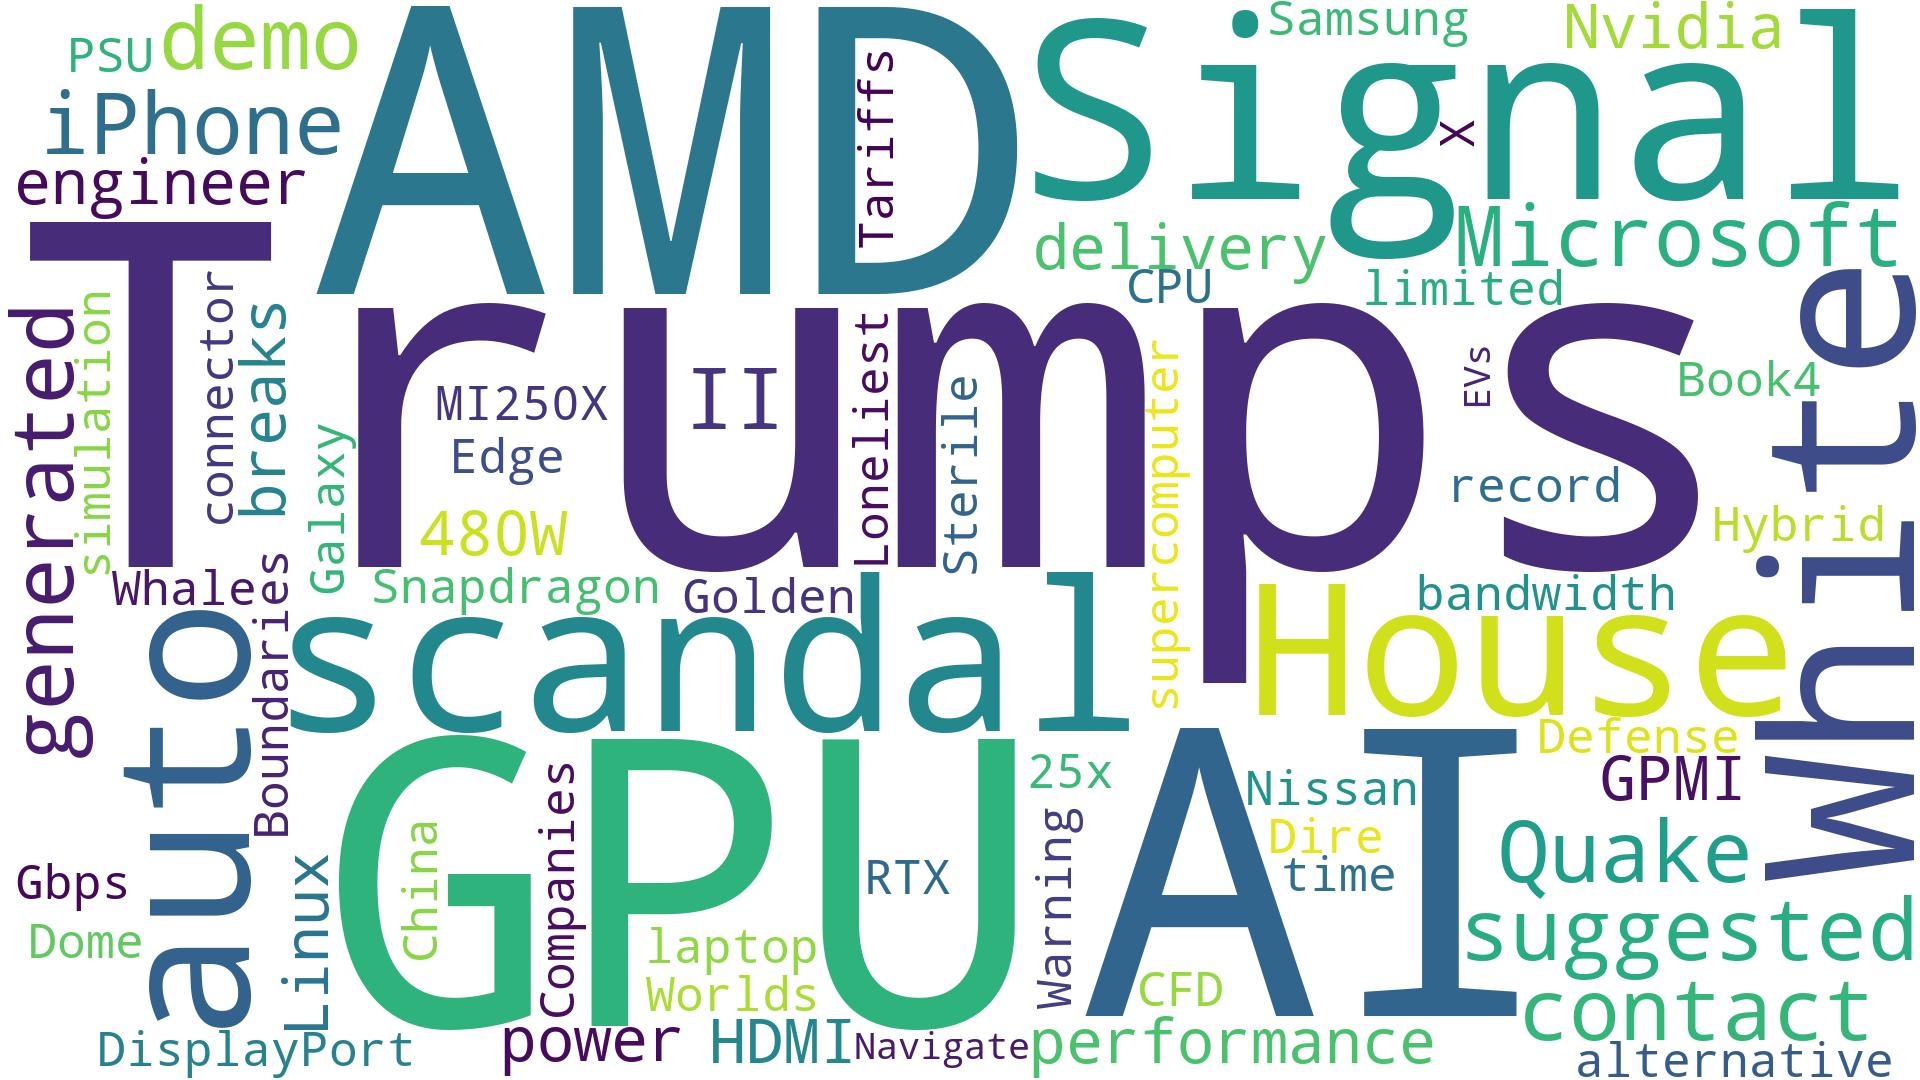 PSU
demo
AMD
Signal
Samsung
Nvidia
iPhone
Tariffs
X
engineer
delivery
Microsoft
CPU
limited
Trumps
generated
simulation
connector
breaks
Galaxy
MI250X
II
Edge
480W
Loneliest
Sterile
supercomputer
EVs
Book4
record
Hybrid
White
Whale
Boundaries
Snapdragon
Golden
bandwidth
auto
scandal
House
Defense
GPU
AI
25x
Nissan
GPMI
China
Companies
RTX
Warning
Dire
time
Quake
Gbps
Dome
Linux
laptop
Worlds
CFD
suggested
contact
DisplayPort
power
HDMI
Navigate
performance
alternative